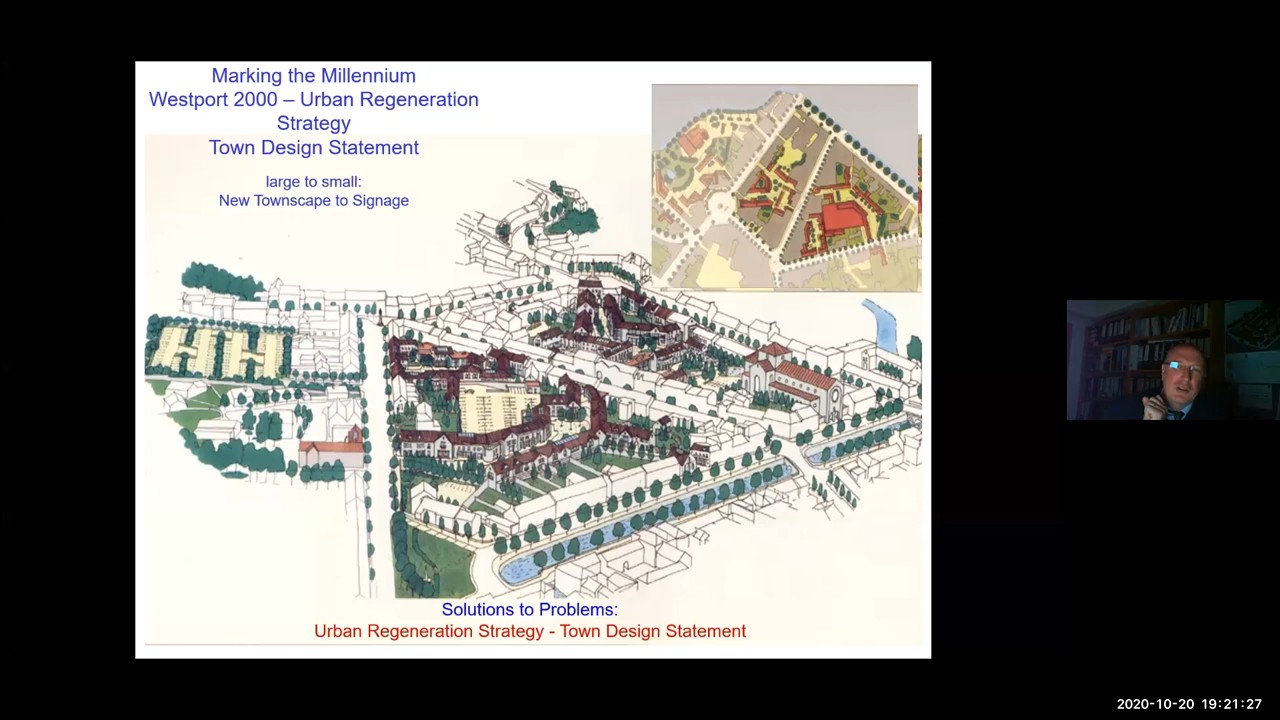 Marking the Millennium
Westport 2000 – Urban Regeneration
Strategy
Town Design Statement
large to small:
New Townscape to Signage
Solutions to Problems:
Urban Regeneration Strategy - Town Design Statement
2020-10-20 19:21:27